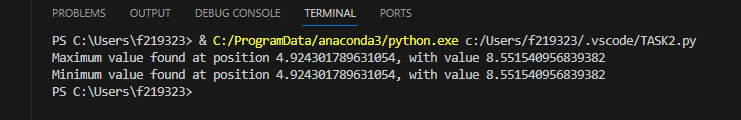 PROBLEMS OUTPUT DEBUG CONSOLE TERMINAL PORTS
PS C:\Users\f219323> & C:/ProgramData/anaconda3/python.exe c:/Users/f219323/.vscode/TASK2.py
Maximum value found at position 4.924301789631054, with value 8.551540956839382
Minimum value found at position 4.924301789631054, with value 8.551540956839382
PS C:\Users\f219323>